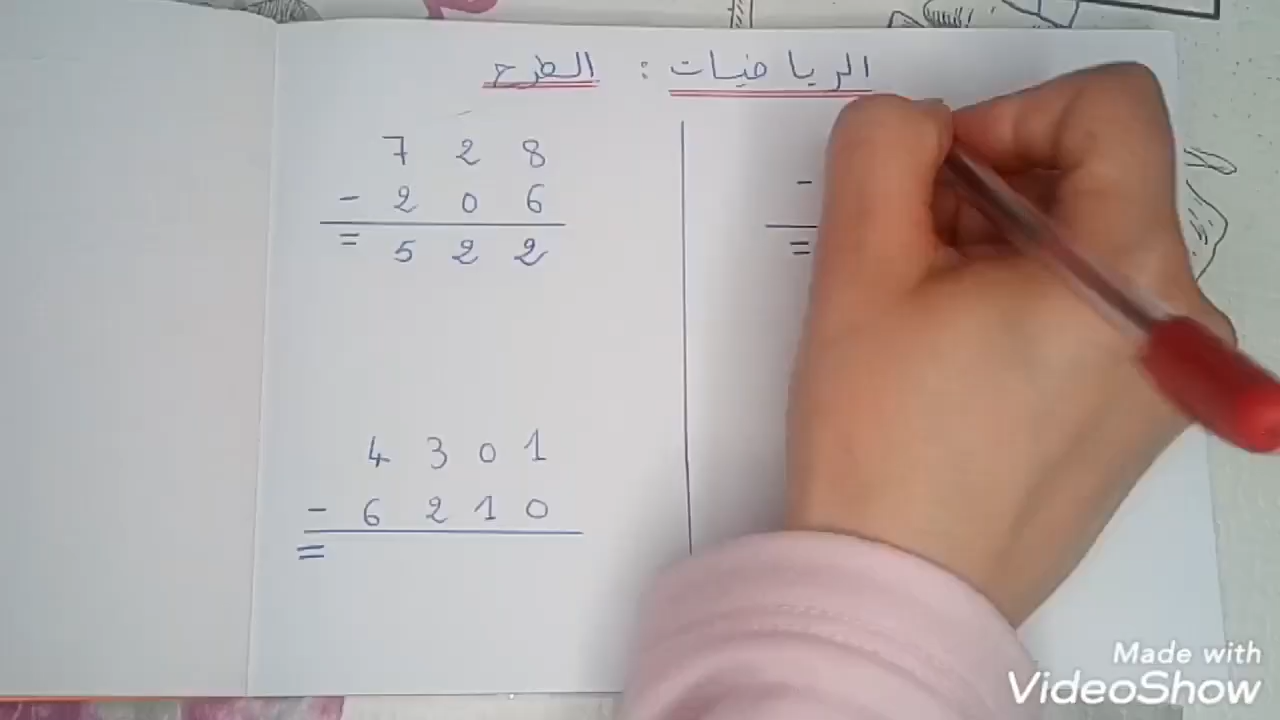 الرياضيات : الطرح
7 2 8
- 2 0 6
= 5 2 2
-
=
4 3 0 1
- 6 2 1 0
=
Made with
VideoShow